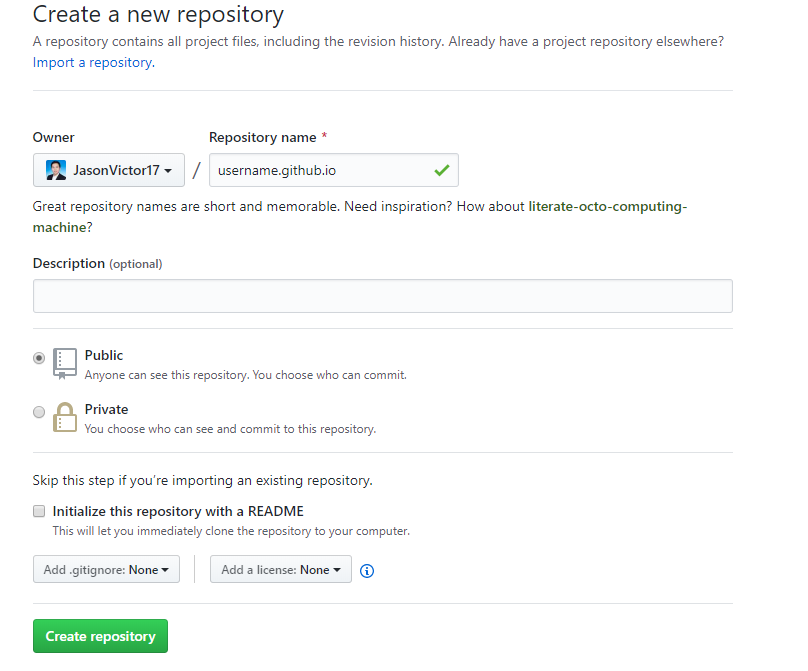 Create a new repository
A repository contains all project files, including the revision history. Already have a project repository elsewhere?
Import a repository.
Owner
Repository name *
JasonVictor17
/
username.github.io
Great repository names are short and memorable. Need inspiration? How about literate-octo-computing-
machine?
Description (optional)
Public
Anyone can see this repository. You choose who can commit.
Private
You choose who can see and commit to this repository.
Skip this step if you’re importing an existing repository.
Initialize this repository with a README
This will let you immediately clone the repository to your computer.
Add .gitignore: None
Add a license: None
Create repository